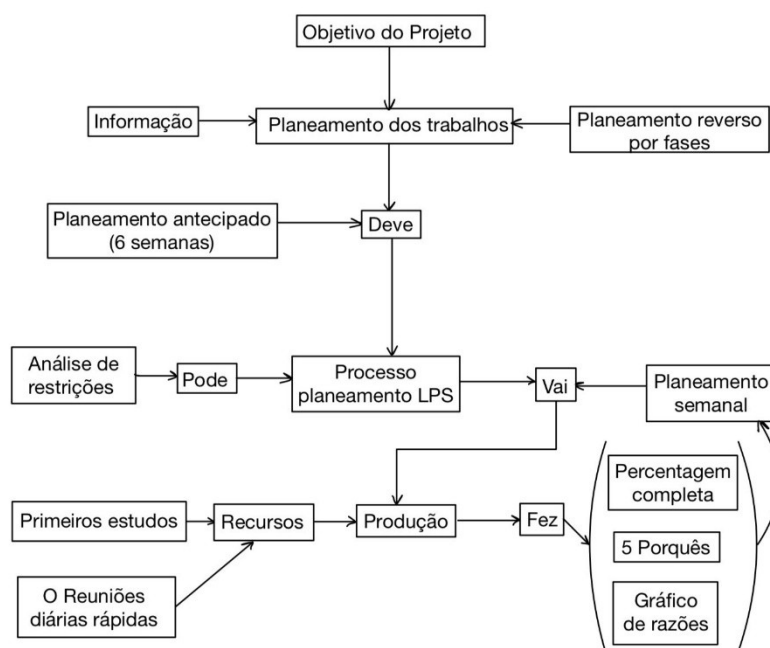 Objetivo do Projeto
Informação
Planeamento dos trabalhos
Planeamento reverso
por fases
Planeamento antecipado
(6 semanas)
Deve
Análise de
restrições
Pode
Processo
planeamento LPS
Vai
Planeamento
semanal
Percentagem
completa
Primeiros estudos
Recursos
Produção
Fez
5 Porquês
O Reuniões
diárias rápidas
Gráfico
de razões